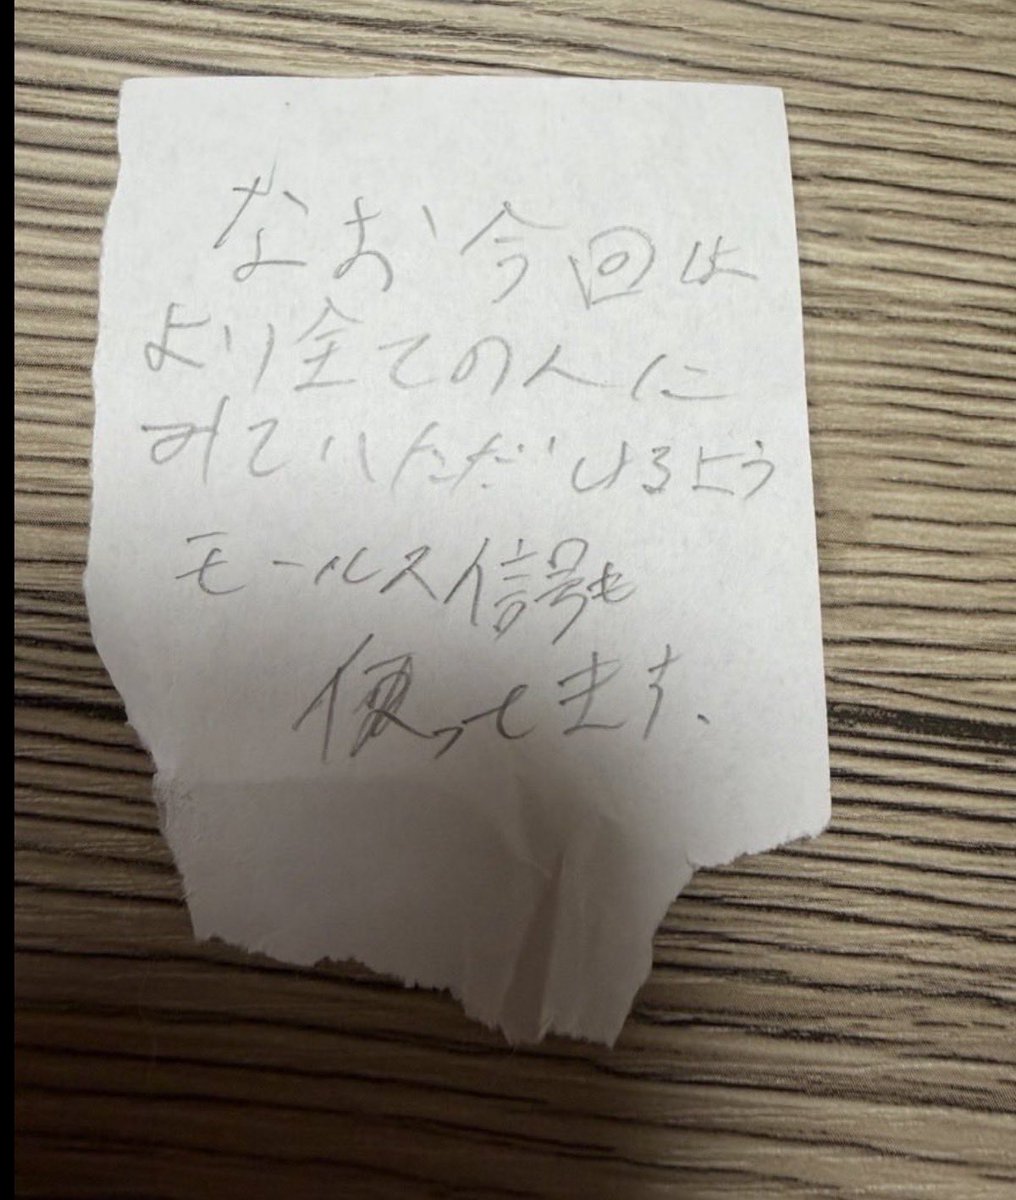 なお今回は
より全ての人に
みていただけるよう
モールス信号も
使ってます、